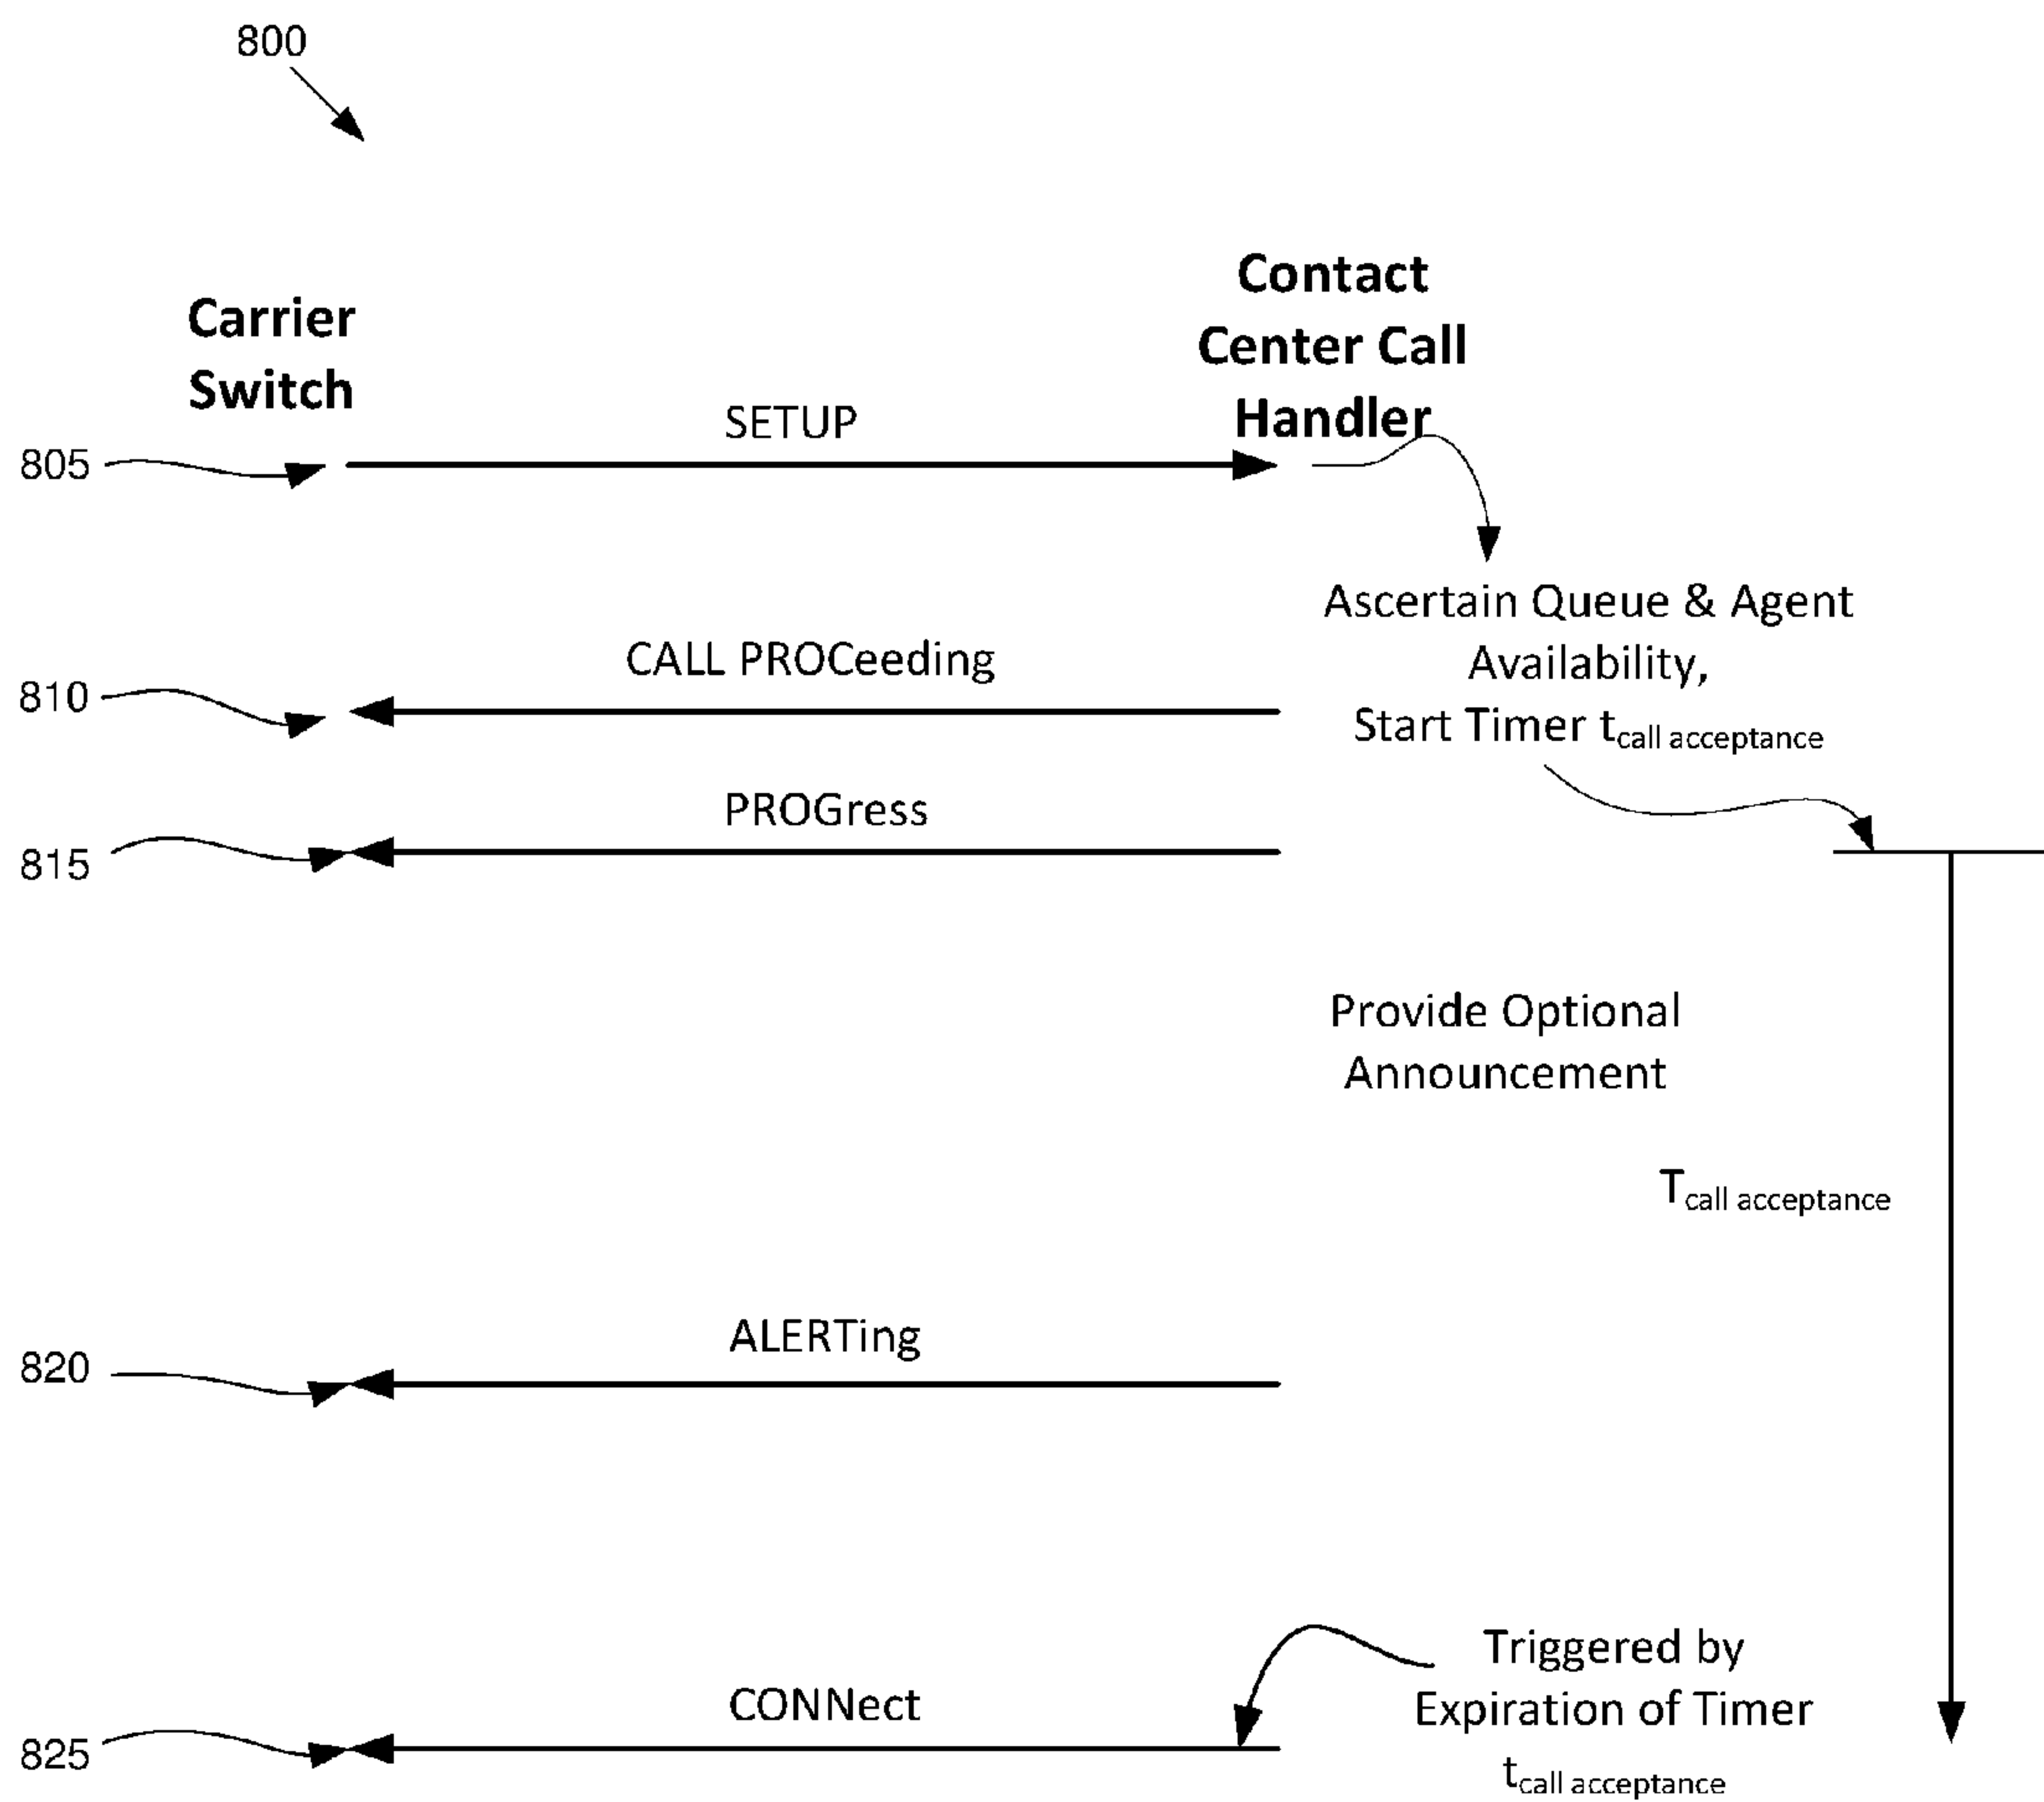 800
Carrier
Switch
Contact
Center Call
Handler
SETUP
805
Ascertain Queue & Agent
Availability,
Start Timer tcall acceptance
CALL PROCeeding
810
PROGress
815
Provide Optional
Announcement
Tcall acceptance
ALERTing
820
Triggered by
Expiration of Timer
tcall acceptance
CONNect
825